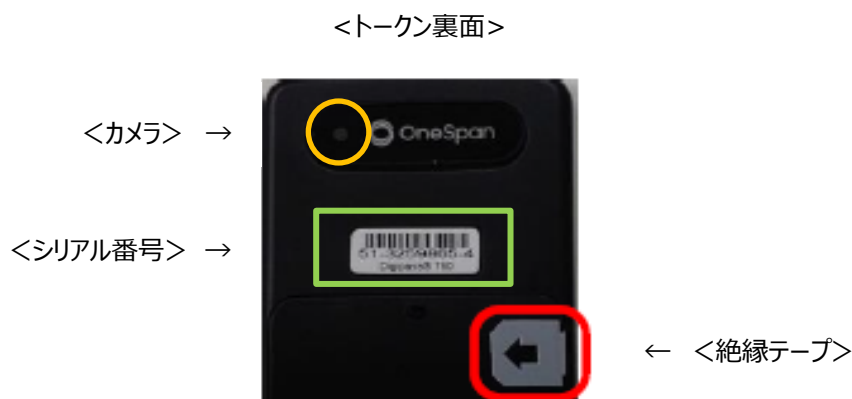 <トークン裏面>
<カメラ> →
OneSpan
<シリアル番号> →
← <絶縁テープ>